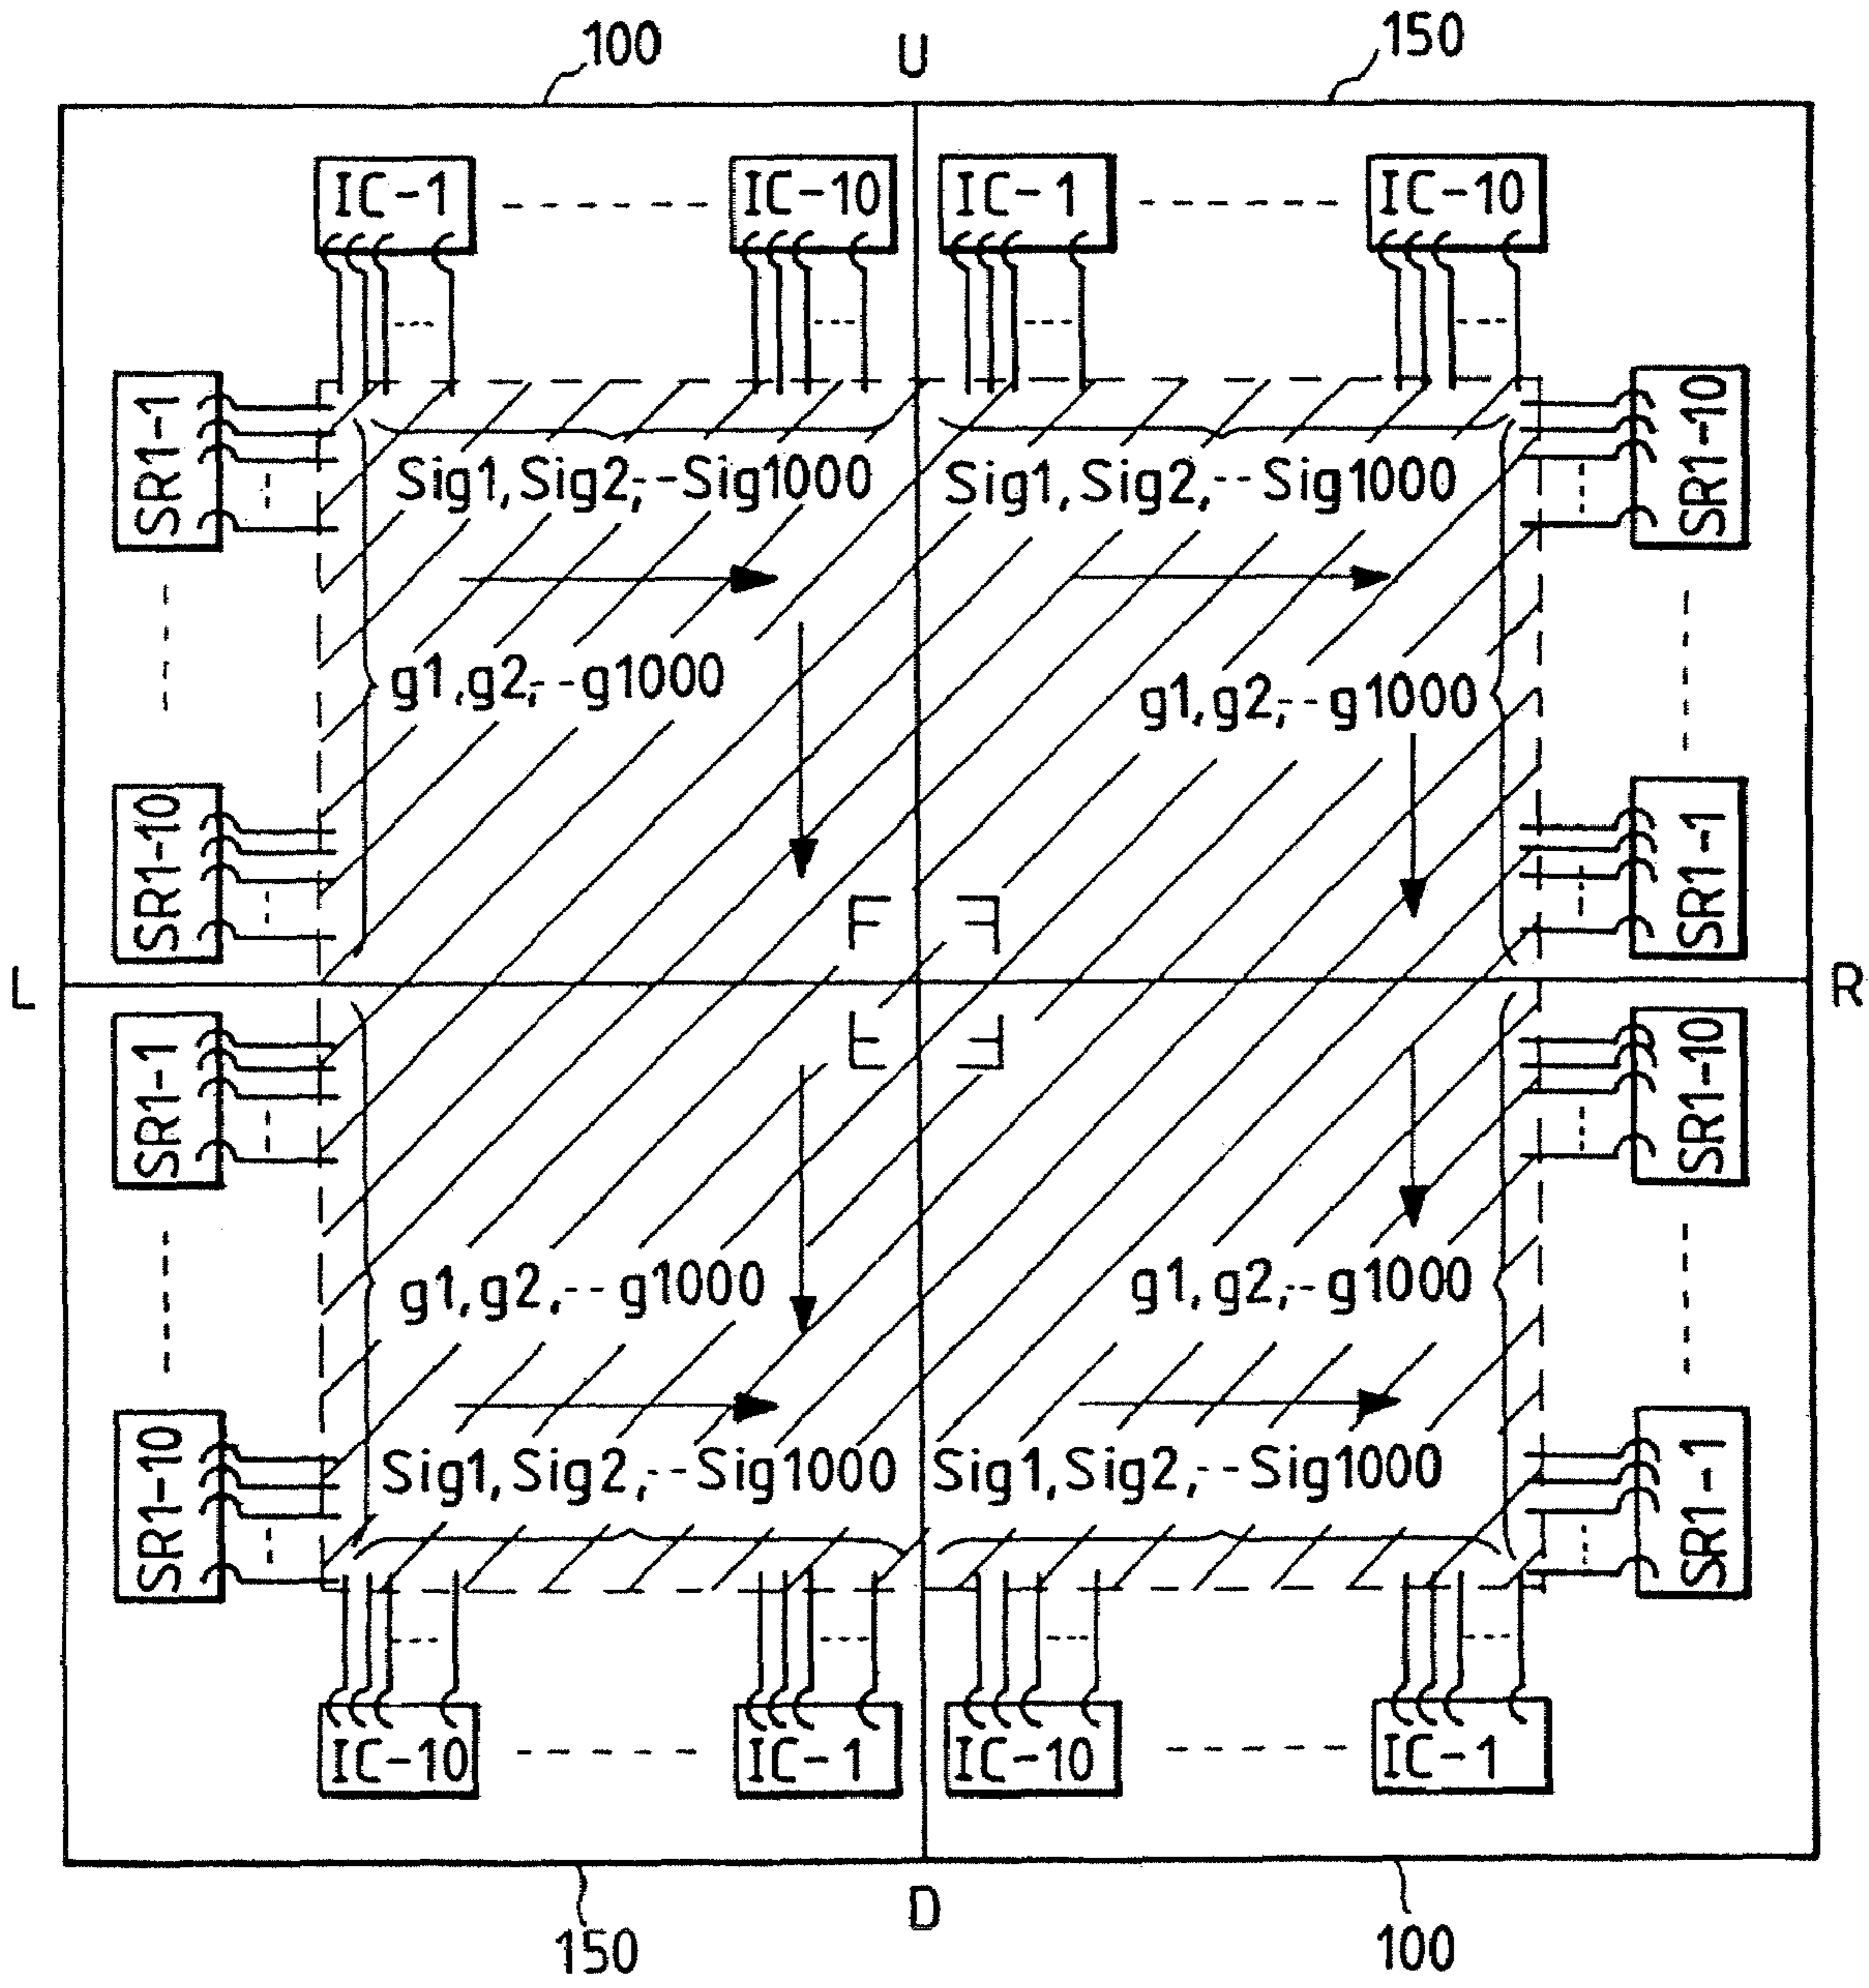 100 U 150
IC-1 IC-10 IC-1 IC-10
SR1-1 SR1-10
Sig1,Sig2,--Sig1000 Sig1,Sig2,--Sig1000
g1,g2,--g1000 g1,g2,--g1000
SR1-10 SR1-1
F F
L R
F F
SR1-1 SR1-10
g1,g2,--g1000 g1,g2,--g1000
Sig1,Sig2,--Sig1000 Sig1,Sig2,--Sig1000
SR1-10 SR1-1
IC-10 IC-1 IC-10 IC-1
150 D 100